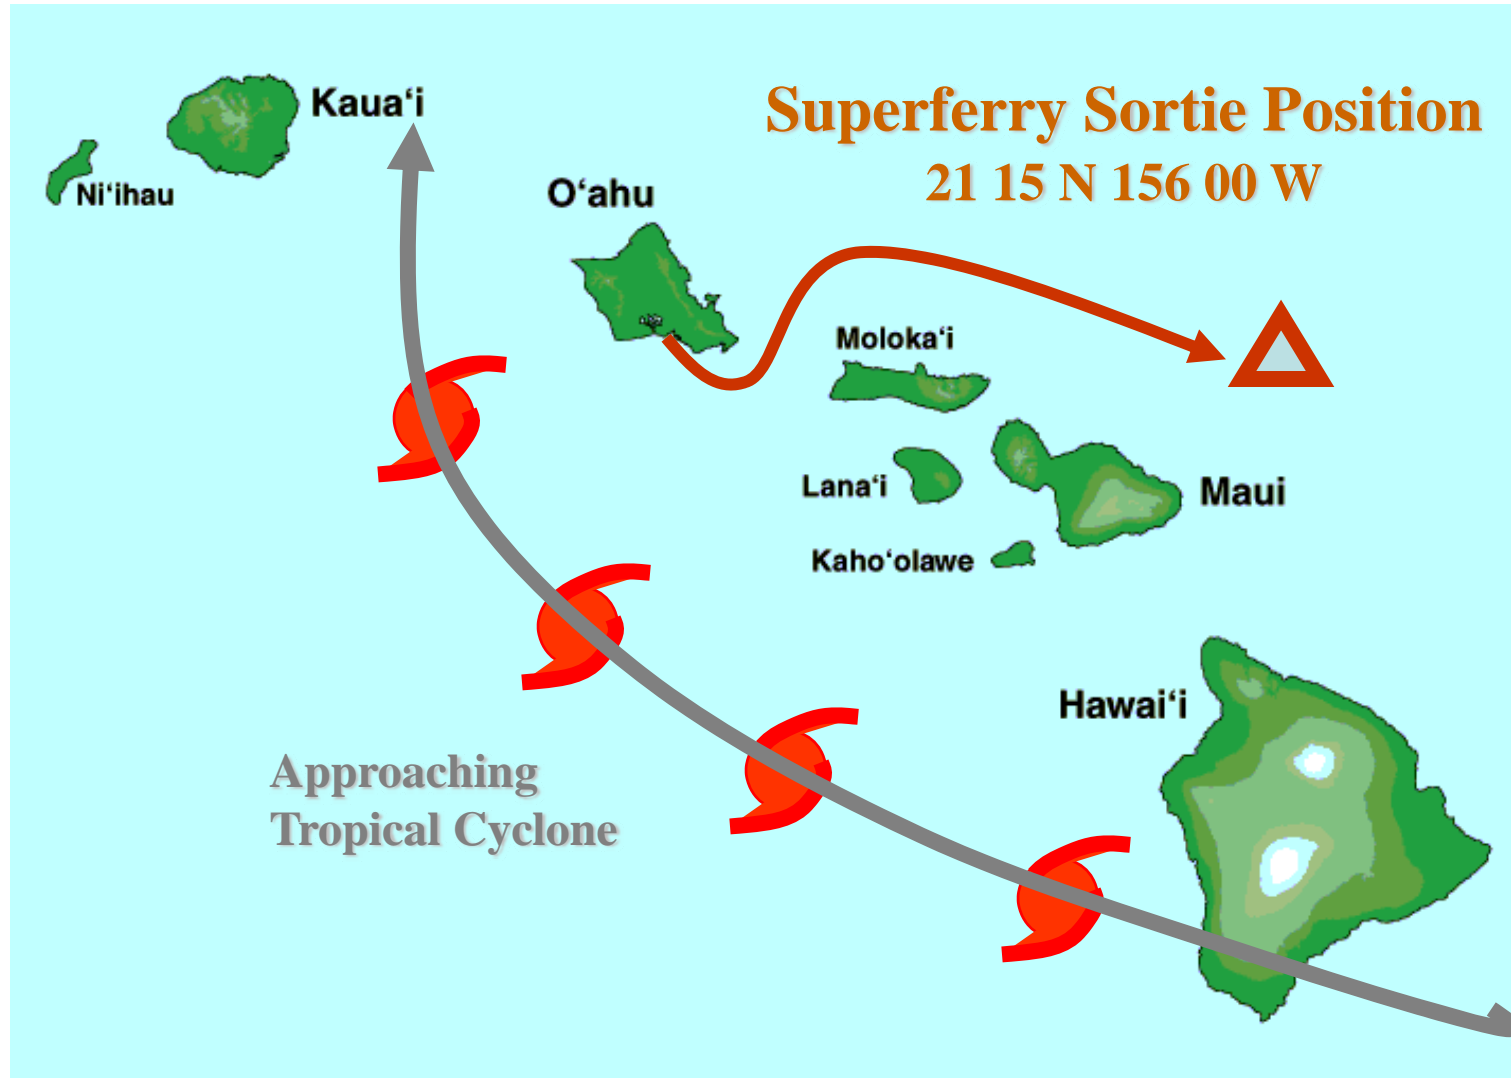 Kaua‘i
Superferry Sortie Position
21 15 N 156 00 W
Ni‘ihau
O‘ahu
Moloka‘i
Lana‘i
Maui
Kaho‘olawe
Hawai‘i
Approaching
Tropical Cyclone